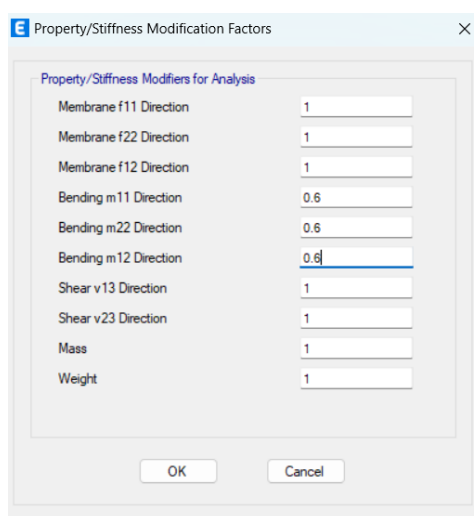 E Property/Stiffness Modification Factors
Property/Stiffness Modifiers for Analysis
Membrane f11 Direction 1
Membrane f22 Direction 1
Membrane f12 Direction 1
Bending m11 Direction 0.6
Bending m22 Direction 0.6
Bending m12 Direction 0.6
Shear v13 Direction 1
Shear v23 Direction 1
Mass 1
Weight 1
OK Cancel